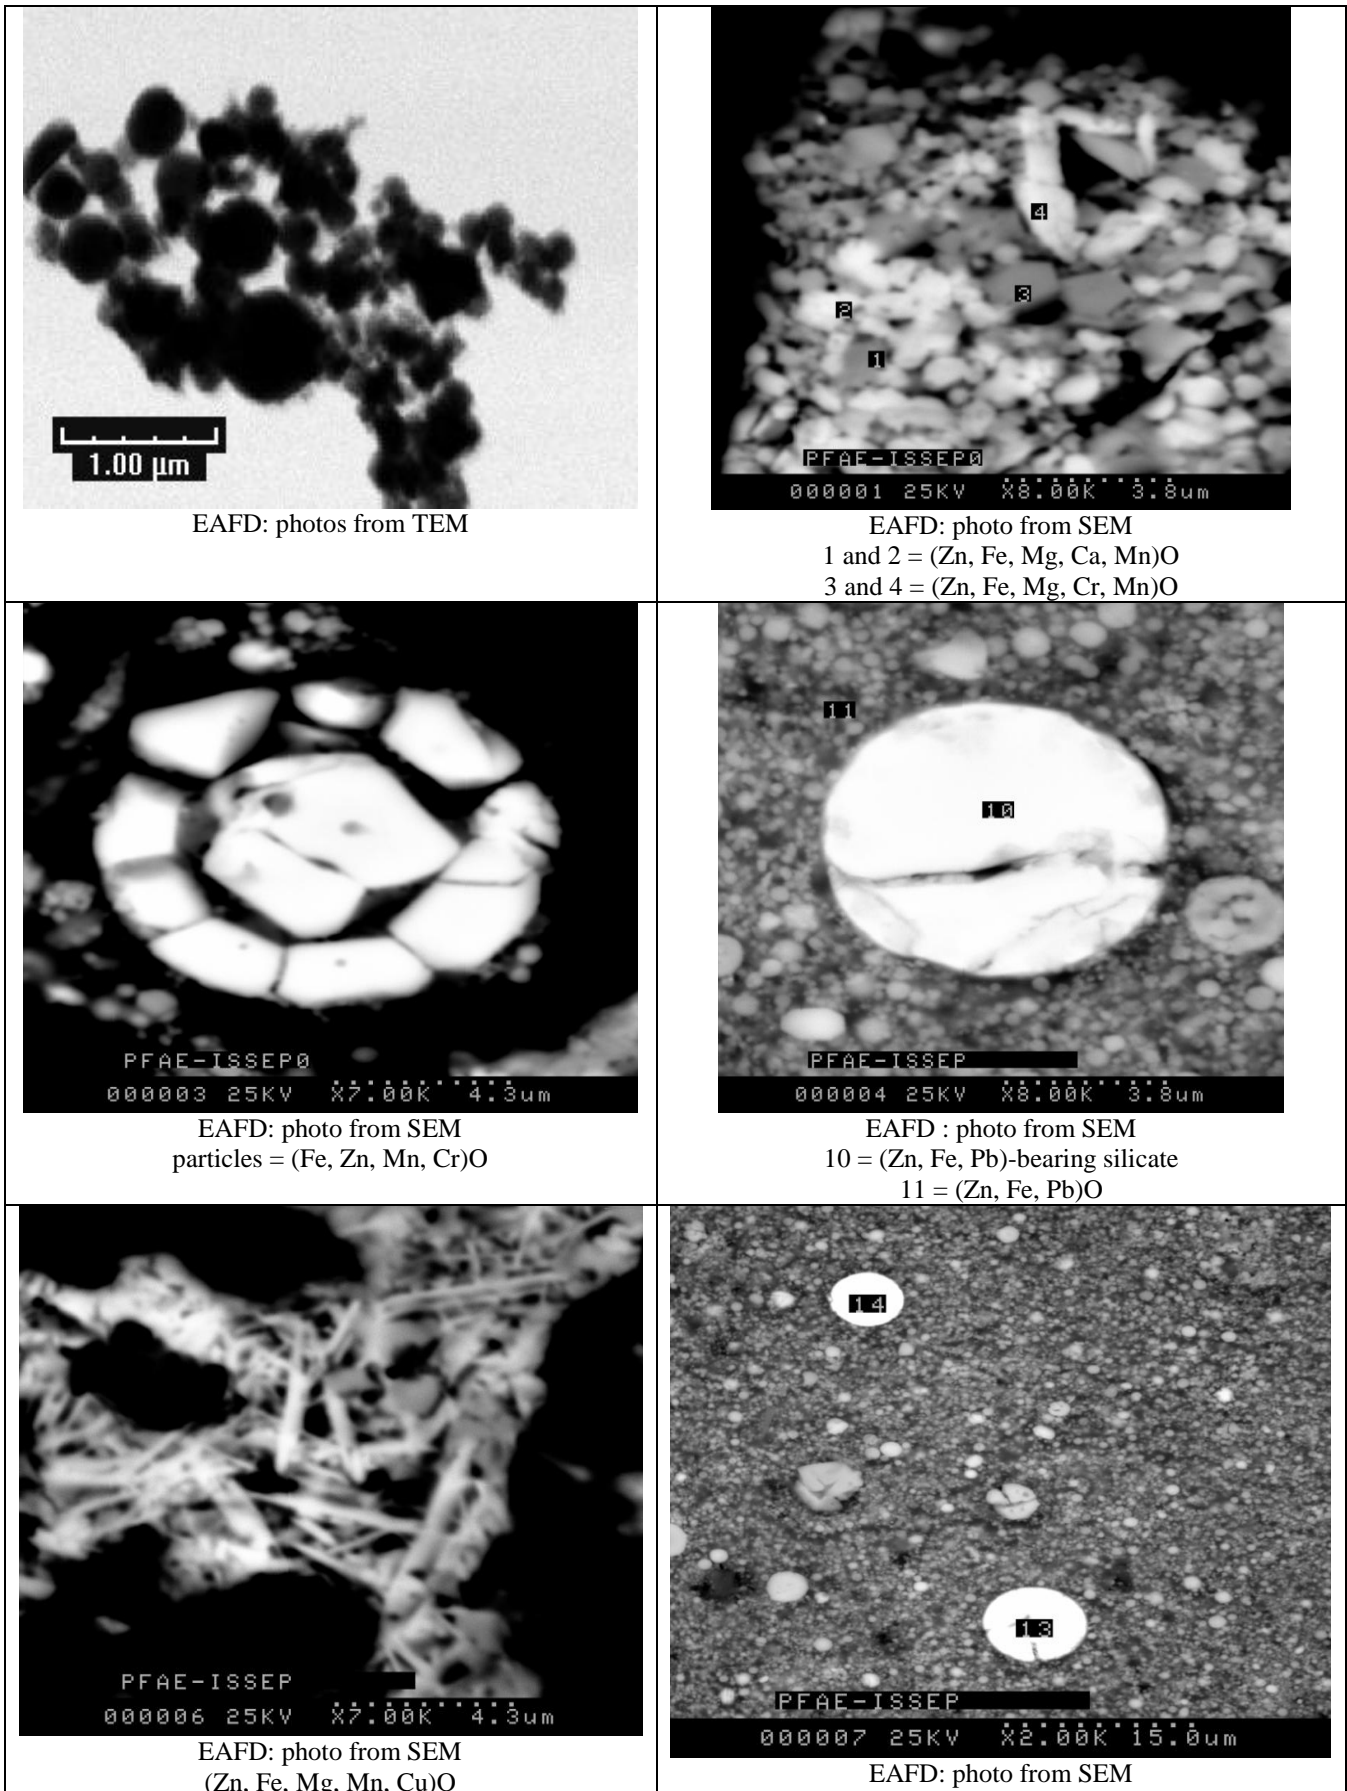 1.00 µm
EAFD: photos from TEM
4
3
2
1
PFAE-ISSEP0
000001 25KV X8.00K 3.8um
EAFD: photo from SEM
1 and 2 = (Zn, Fe, Mg, Ca, Mn)O
3 and 4 = (Zn, Fe, Mg, Cr, Mn)O
PFAE-ISSEP0
000003 25KV X7.00K 4.3um
EAFD: photo from SEM
particles = (Fe, Zn, Mn, Cr)O
11
10
PFAE-ISSEP
000004 25KV X8.00K 3.8um
EAFD : photo from SEM
10 = (Zn, Fe, Pb)-bearing silicate
11 = (Zn, Fe, Pb)O
PFAE-ISSEP
000006 25KV X7.00K 4.3um
EAFD: photo from SEM
(Zn, Fe, Mg, Mn, Cu)O
14
13
PFAE-ISSEP
000007 25KV X2.00K 15.0um
EAFD: photo from SEM